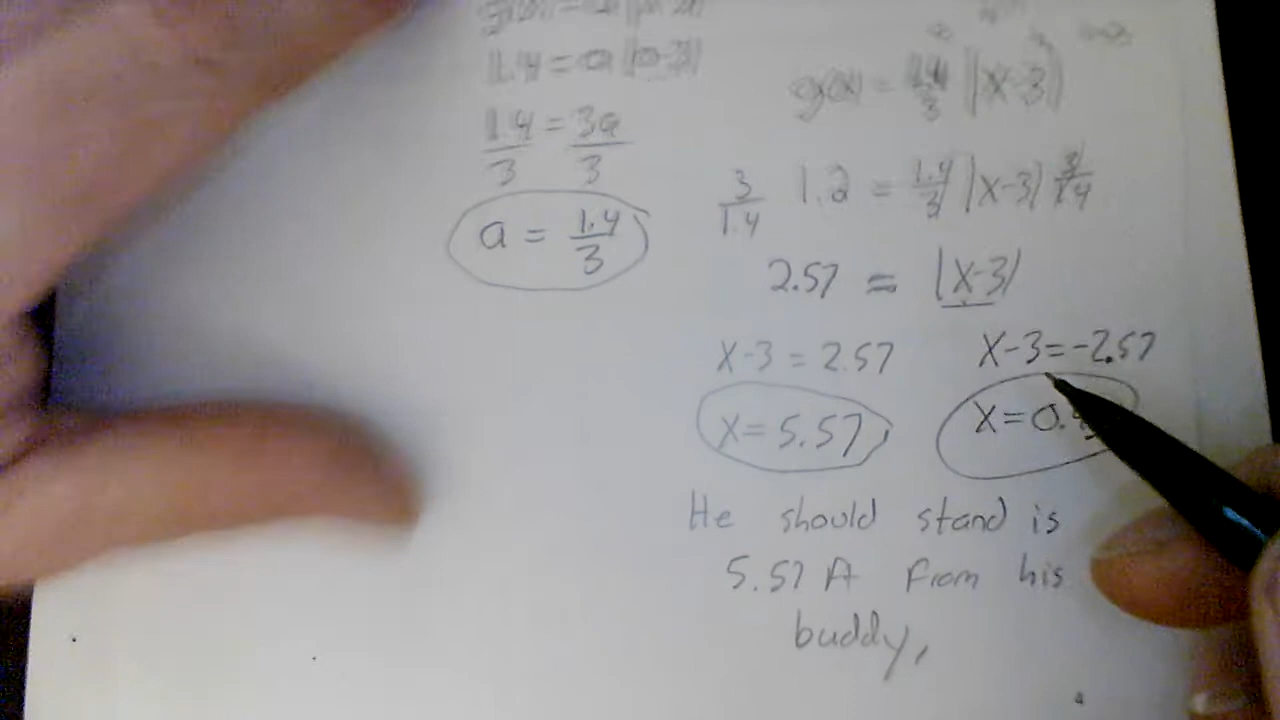 1.4 = a |0-3|
1.4/3 = 3a/3
a = 1.4/3
g(x) = 1.4/3 |x-3|
3/1.4 1.2 = 1.4/3 |x-3| 3/1.4
2.57 = |x-3|
x-3 = 2.57
x = 5.57
x-3=-2.57
x=0.
He should stand is
5.57 ft from his
buddy,